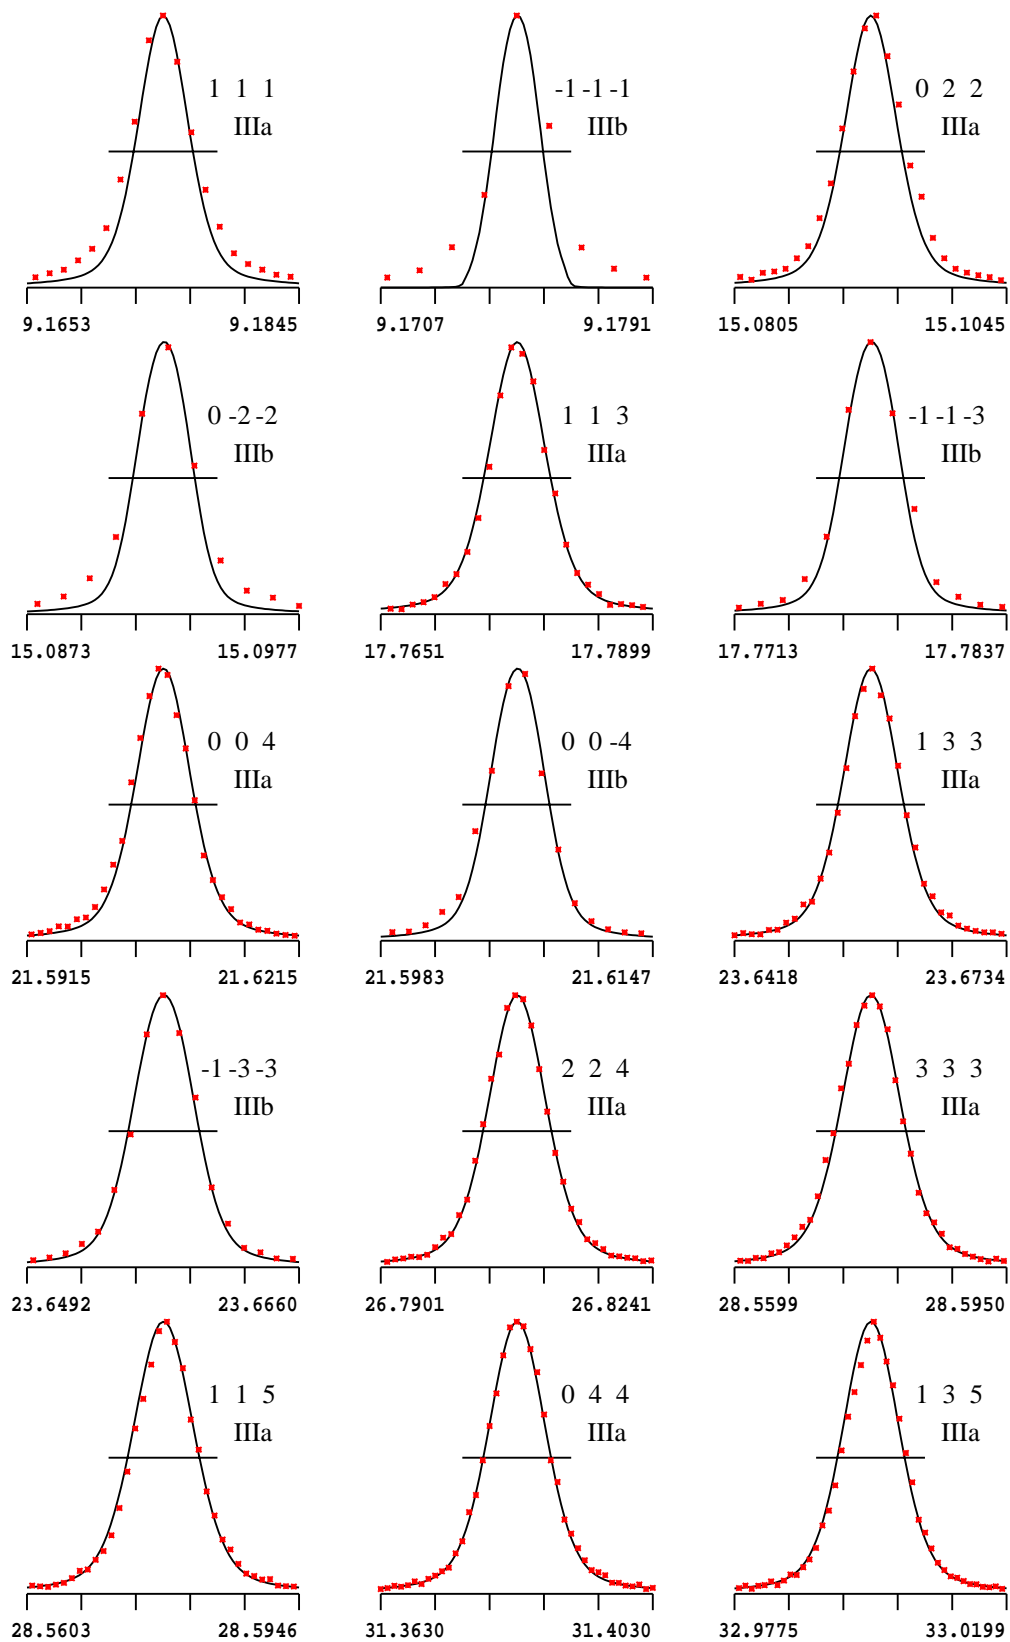 1 1 1
IIIa
9.1653 9.1845
-1 -1 -1
IIIb
9.1707 9.1791
0 2 2
IIIa
15.0805 15.1045
0 -2 -2
IIIb
15.0873 15.0977
1 1 3
IIIa
17.7651 17.7899
-1 -1 -3
IIIb
17.7713 17.7837
0 0 4
IIIa
21.5915 21.6215
0 0 -4
IIIb
21.5983 21.6147
1 3 3
IIIa
23.6418 23.6734
-1 -3 -3
IIIb
23.6492 23.6660
2 2 4
IIIa
26.7901 26.8241
3 3 3
IIIa
28.5599 28.5950
1 1 5
IIIa
28.5603 28.5946
0 4 4
IIIa
31.3630 31.4030
1 3 5
IIIa
32.9775 33.0199